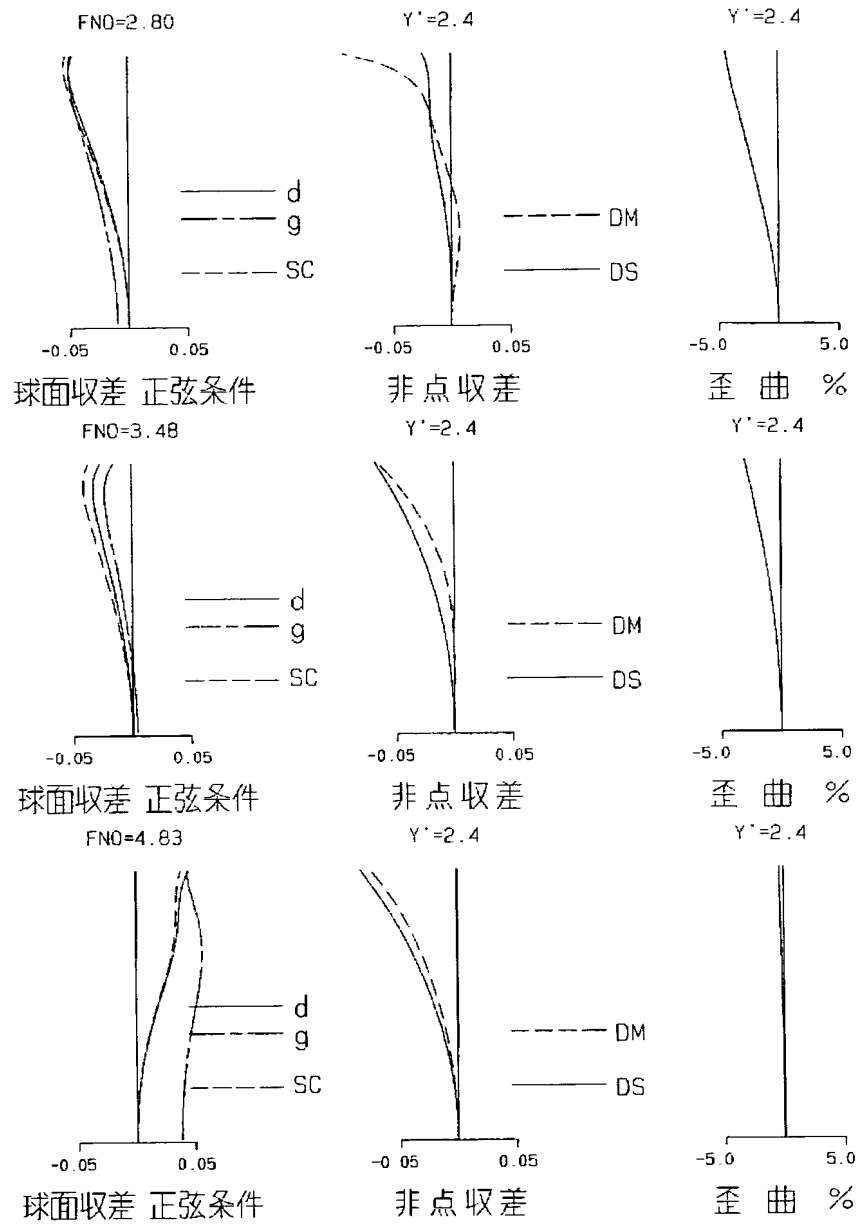 FNO=2.80 Y'=2.4 Y'=2.4
d
g DM
SC DS
-0.05 0.05 -0.05 0.05 -5.0 5.0
球面収差 正弦条件 非点収差 歪曲 %
FNO=3.48 Y'=2.4 Y'=2.4
d
g DM
SC DS
-0.05 0.05 -0.05 0.05 -5.0 5.0
球面収差 正弦条件 非点収差 歪曲 %
FNO=4.83 Y'=2.4 Y'=2.4
d
g DM
SC DS
-0.05 0.05 -0.05 0.05 -5.0 5.0
球面収差 正弦条件 非点収差 歪曲 %